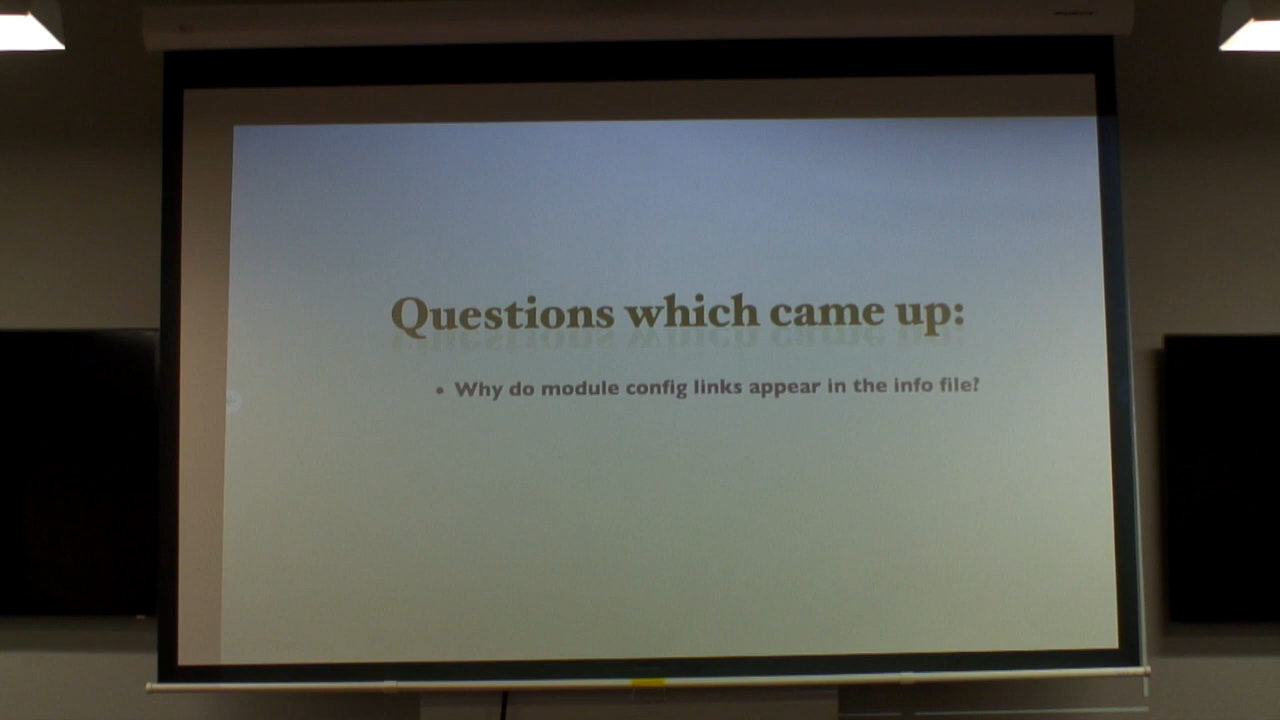 Questions which came up:
• Why do module config links appear in the info file?